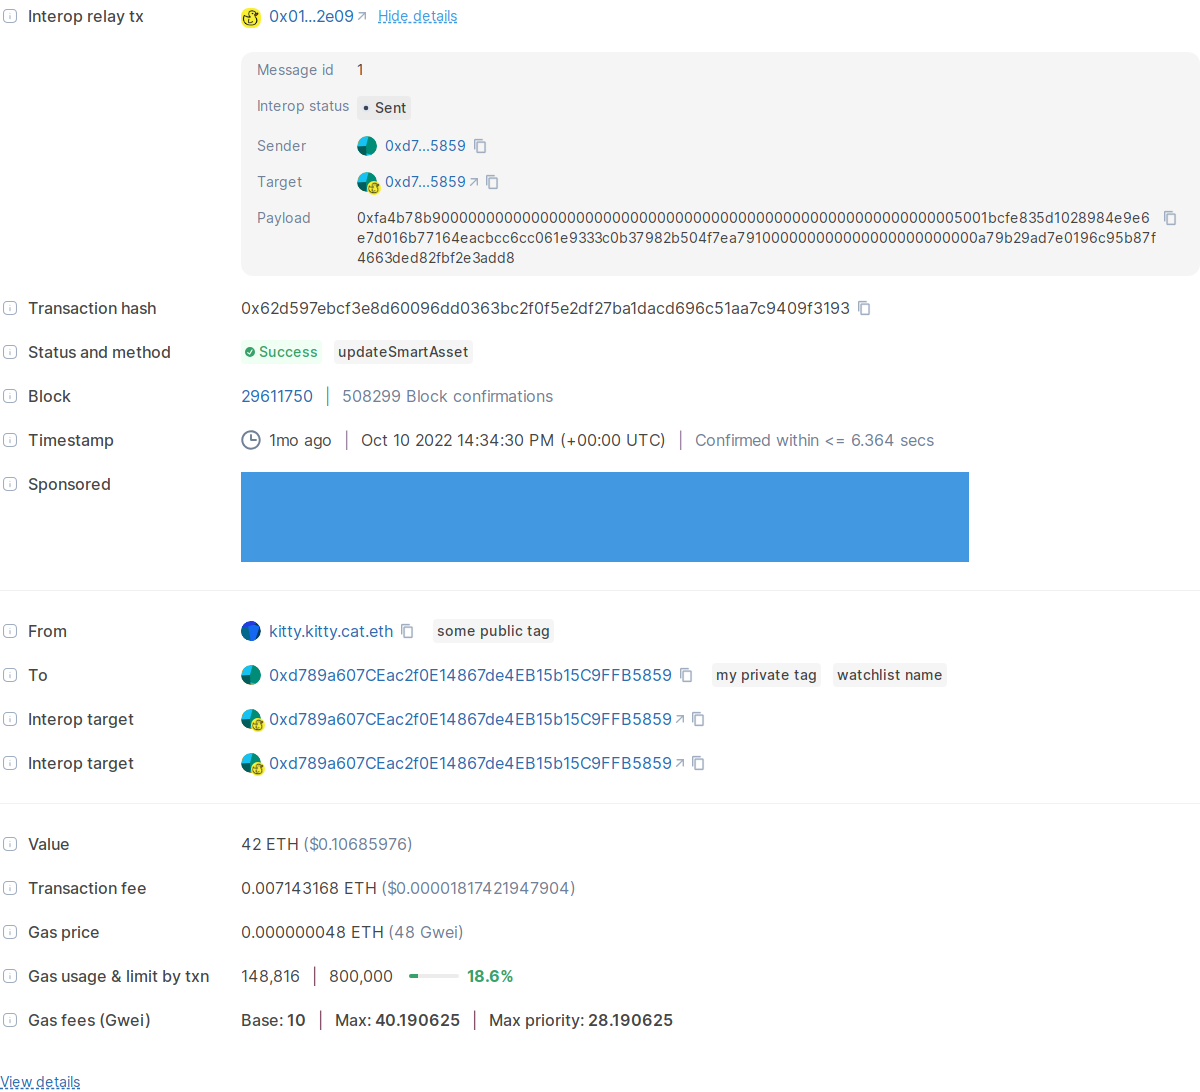 Interop relay tx 0x01...2e09 Hide details
Message id 1
Interop status Sent
Sender 0xd7...5859
Target 0xd7...5859
Payload 0xfa4b78b90000000000000000000000000000000000000000000000000000000005001bcfe835d1028984e9e6
e7d016b77164eacbcc6cc061e9333c0b37982b504f7ea791000000000000000000000000a79b29ad7e0196c95b87f
4663ded82fbf2e3add8
Transaction hash 0x62d597ebcf3e8d60096dd0363bc2f0f5e2df27ba1dacd696c51aa7c9409f3193
Status and method Success updateSmartAsset
Block 29611750 | 508299 Block confirmations
Timestamp 1mo ago | Oct 10 2022 14:34:30 PM (+00:00 UTC) | Confirmed within <= 6.364 secs
Sponsored
From kitty.kitty.cat.eth some public tag
To 0xd789a607CEac2f0E14867de4EB15b15C9FFB5859 my private tag watchlist name
Interop target 0xd789a607CEac2f0E14867de4EB15b15C9FFB5859
Interop target 0xd789a607CEac2f0E14867de4EB15b15C9FFB5859
Value 42 ETH ($0.10685976)
Transaction fee 0.007143168 ETH ($0.00001817421947904)
Gas price 0.000000048 ETH (48 Gwei)
Gas usage & limit by txn 148,816 | 800,000 18.6%
Gas fees (Gwei) Base: 10 | Max: 40.190625 | Max priority: 28.190625
View details